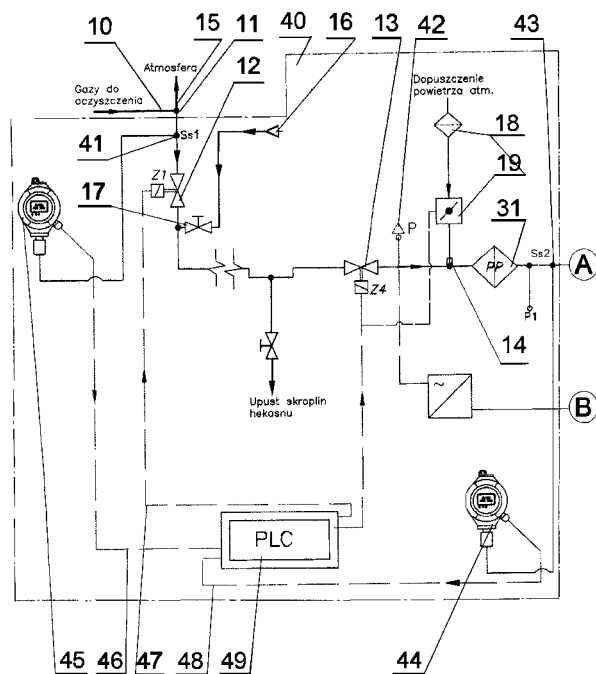 10
15
11
12
16
40
13
42
43
Atmosfera
Gazy do
oczyszczenia
Dopuszczenie
powietrza atm.
18
41
Ss1
Z1
17
19
31
P
PP
Ss2
A
Z4
P1
14
Upust skroplin
heksanu
~
B
PLC
45
46
47
48
49
44